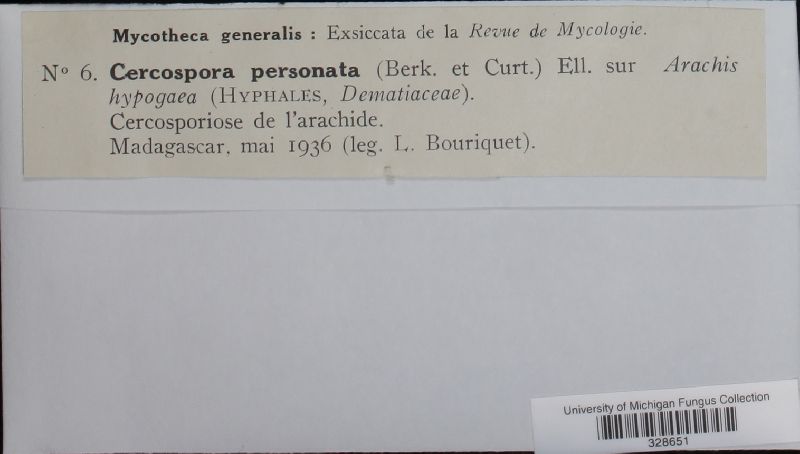 Mycotheca generalis : Exsiccata de la Revue de Mycologie.
Nº 6. Cercospora personata (Berk. et Curt.) Ell. sur Arachis
hypogaea (HYPHALES, Dematiaceae).
Cercosporiose de l'arachide.
Madagascar, mai 1936 (leg. L. Bouriquet).
University of Michigan Fungus Collection
328651